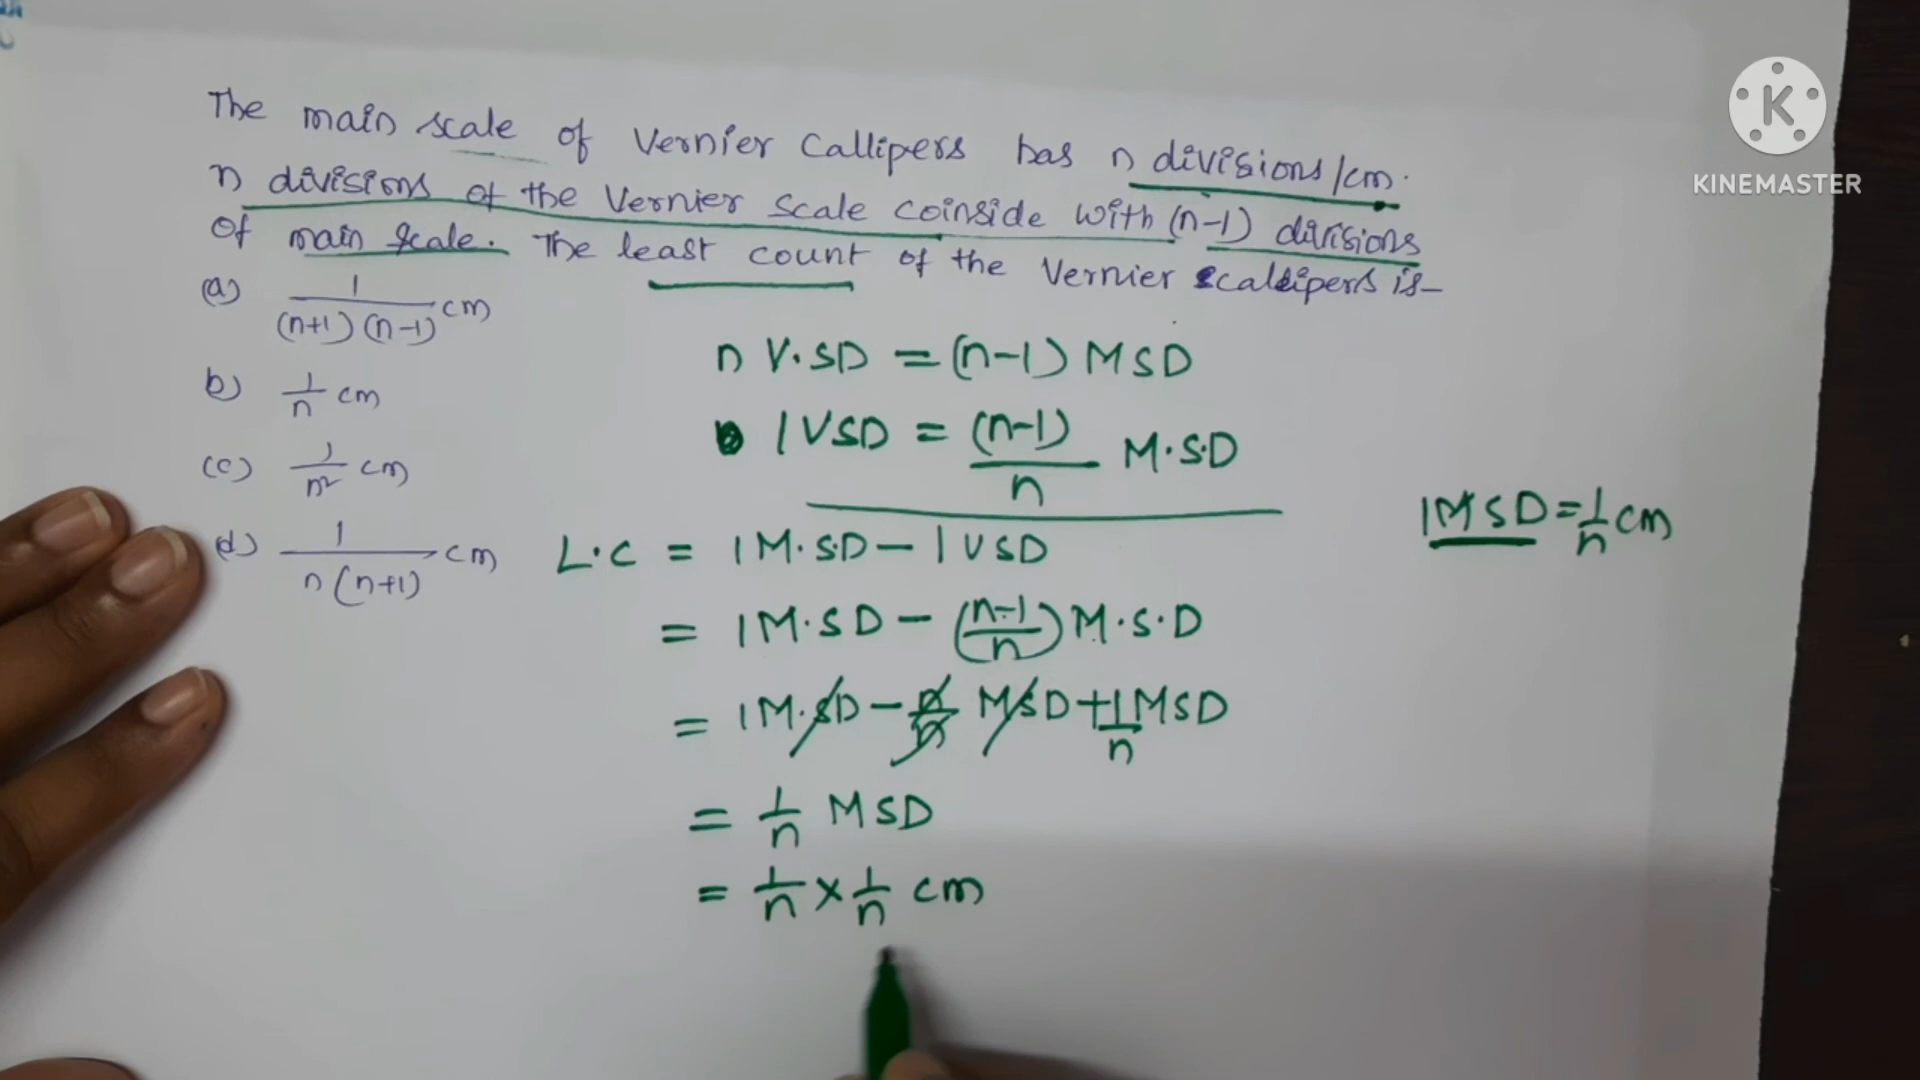 The main scale of Vernier Callipers has n divisions/cm.
n divisions of the Vernier scale coinside with (n-1) divisions
of main scale. The least count of the Vernier scalipers is-
(a) 1/(n+1)(n-1) cm
b) 1/n cm
(c) 1/n² cm
(d) 1/n(n+1) cm
n V.SD = (n-1) MSD
1 VSD = (n-1)/n M.S.D
1MSD = 1/n cm
L.C = 1M.SD - 1VSD
= 1M.SD - (n-1/n) M.S.D
= 1M.SD - n/n MSD + 1/n MSD
= 1/n MSD
= 1/n × 1/n cm
K
KINEMASTER